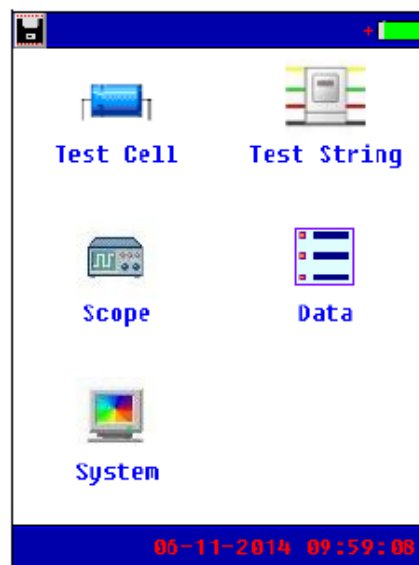 +
Test Cell Test String
Scope Data
System
06-11-2014 09:59:08